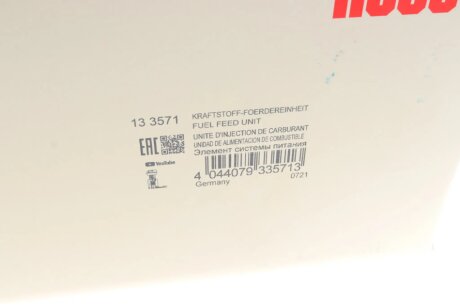 13 3571
KRAFTSTOFF-FOERDEREINHEIT
FUEL FEED UNIT
UNITE D'INJECTION DE CARBURANT
UNIDAD DE ALIMENTACION DE COMBUSTIBLE
Элемент системы питания
EAC
YouTube
4 044079 335713
Germany
0721